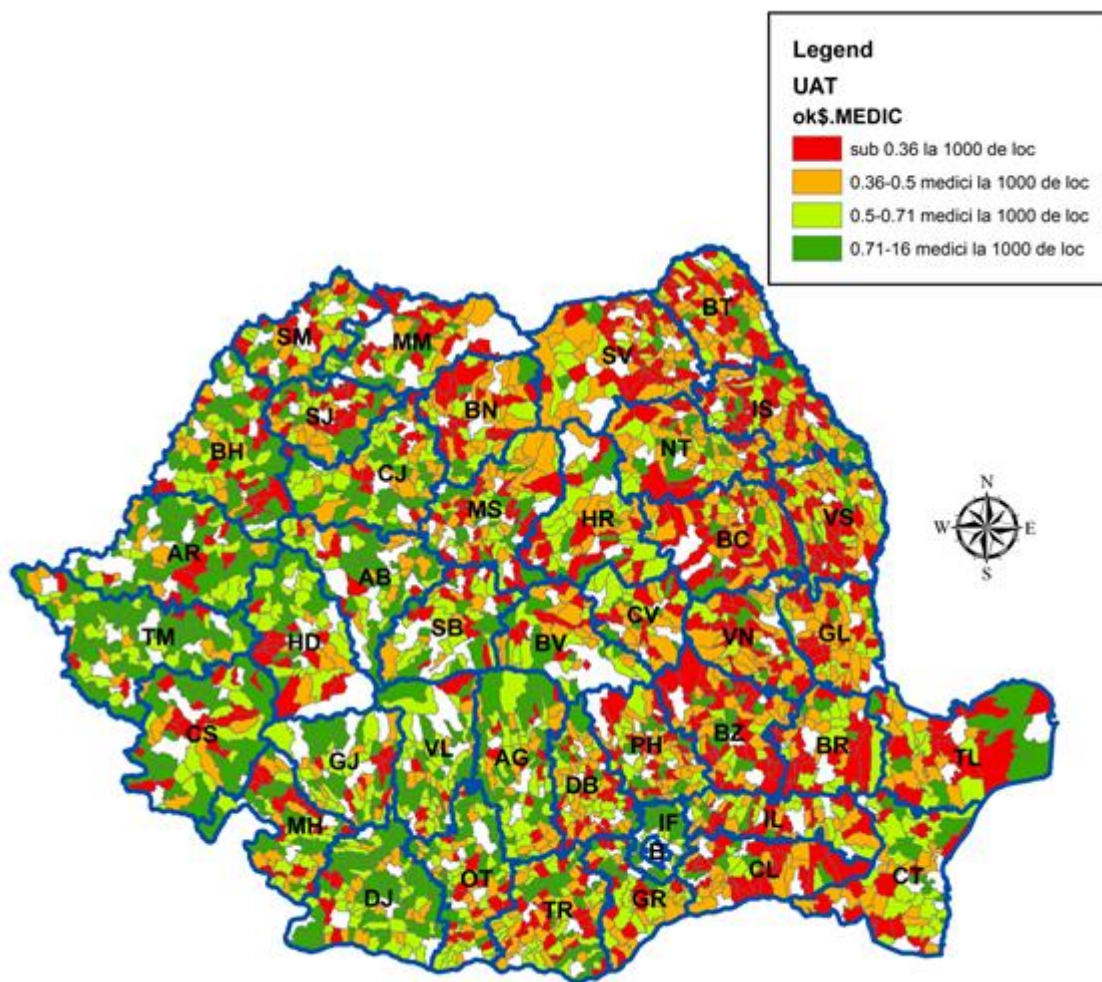 Legend
UAT
ok$.MEDIC
sub 0.36 la 1000 de loc
0.36-0.5 medici la 1000 de loc
0.5-0.71 medici la 1000 de loc
0.71-16 medici la 1000 de loc
BT
SM
MM
SV
SJ
BN
IS
BH
CJ
NT
MS
HR
BC
VS
N
W
E
S
AR
AB
TM
HD
SB
BV
CV
VN
GL
CS
GJ
VL
AG
DB
PH
BZ
BR
TL
MH
IF
IL
B
DJ
OT
TR
GR
CL
CT